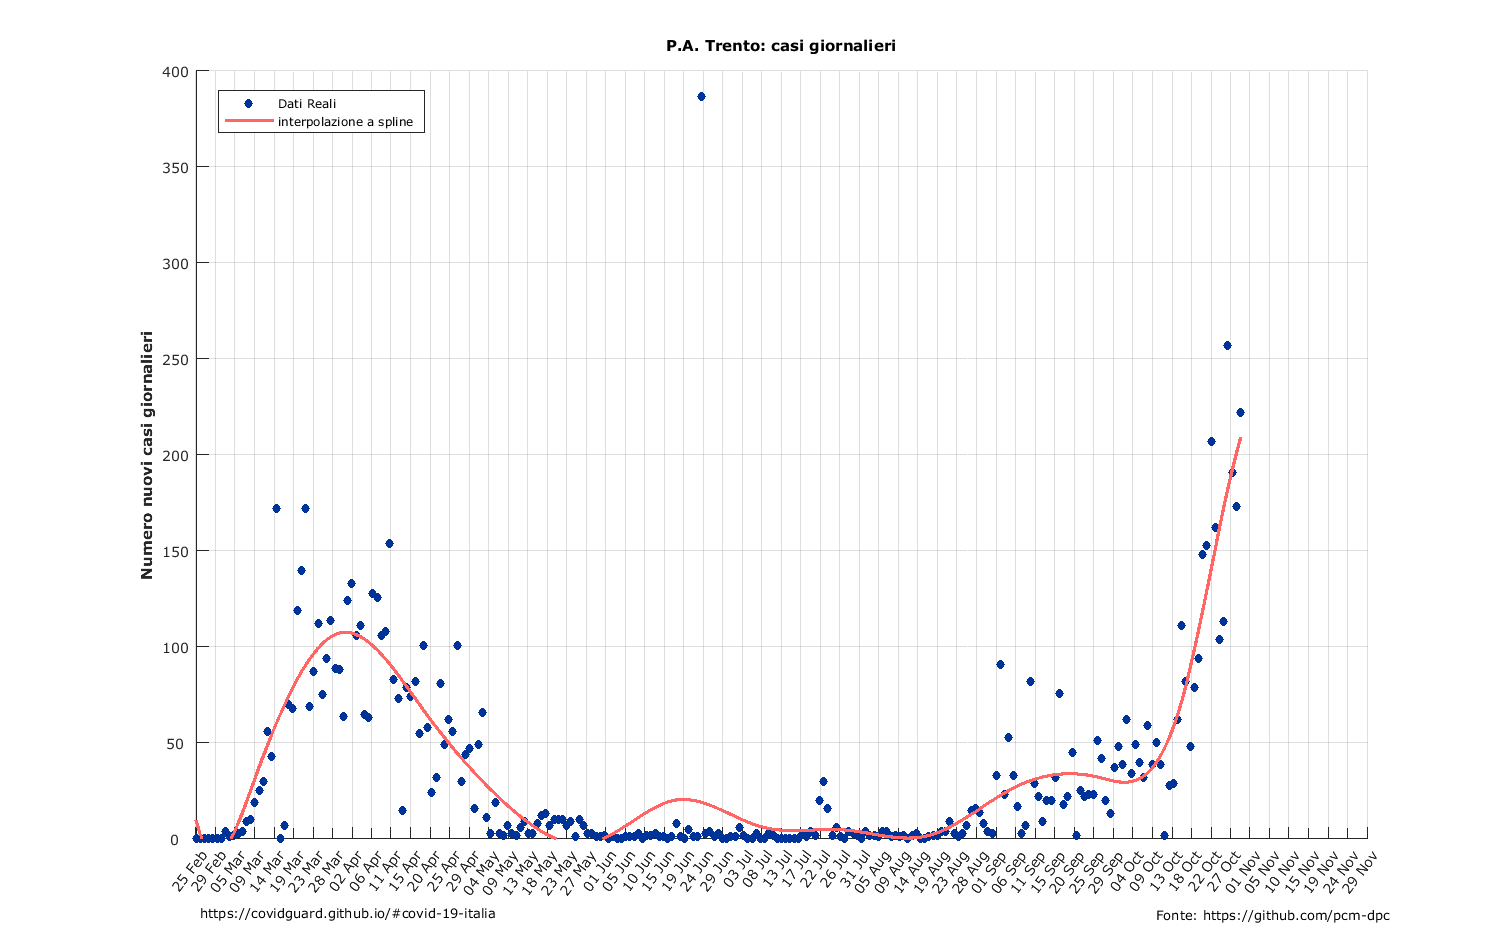 P.A. Trento: casi giornalieri
Dati Reali
interpolazione a spline
Numero nuovi casi giornalieri
400
350
300
250
200
150
100
50
0
25 Feb
29 Feb
05 Mar
09 Mar
14 Mar
19 Mar
23 Mar
28 Mar
02 Apr
06 Apr
11 Apr
15 Apr
20 Apr
25 Apr
29 Apr
04 May
09 May
13 May
18 May
23 May
27 May
01 Jun
05 Jun
10 Jun
15 Jun
19 Jun
24 Jun
29 Jun
03 Jul
08 Jul
13 Jul
17 Jul
22 Jul
26 Jul
31 Jul
05 Aug
09 Aug
14 Aug
19 Aug
23 Aug
28 Aug
01 Sep
06 Sep
11 Sep
15 Sep
20 Sep
25 Sep
29 Sep
04 Oct
09 Oct
13 Oct
18 Oct
22 Oct
27 Oct
01 Nov
05 Nov
10 Nov
15 Nov
19 Nov
24 Nov
29 Nov
https://covidguard.github.io/#covid-19-italia
Fonte: https://github.com/pcm-dpc